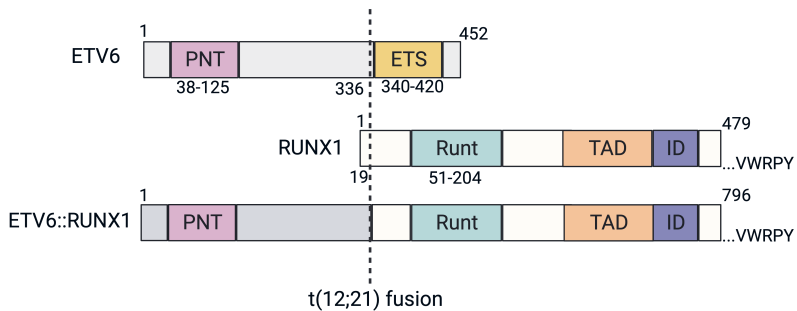 1
452
ETV6
PNT
ETS
38-125
336
340-420
1
479
RUNX1
Runt
TAD
ID
...VWRPY
19
51-204
1
796
ETV6::RUNX1
PNT
Runt
TAD
ID
...VWRPY
t(12;21) fusion